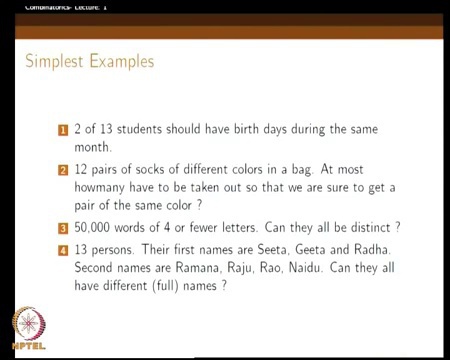 Combinatorics- Lecture: 1
Simplest Examples
1 2 of 13 students should have birth days during the same
month.
2 12 pairs of socks of different colors in a bag. At most
howmany have to be taken out so that we are sure to get a
pair of the same color ?
3 50,000 words of 4 or fewer letters. Can they all be distinct ?
4 13 persons. Their first names are Seeta, Geeta and Radha.
Second names are Ramana, Raju, Rao, Naidu. Can they all
have different (full) names ?
NPTEL